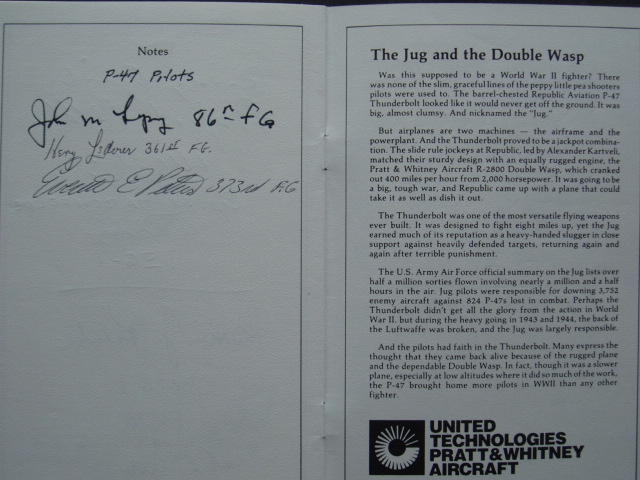 Notes
P-47 Pilots
John M 86th FG
Henry Lederer 361st F.G.
Everett E 373rd F.G
The Jug and the Double Wasp
Was this supposed to be a World War II fighter? There
was none of the slim, graceful lines of the peppy little pea shooters
pilots were used to. The barrel-chested Republic Aviation P-47
Thunderbolt looked like it would never get off the ground. It was
big, almost clumsy. And nicknamed the "Jug."
But airplanes are two machines — the airframe and the
powerplant. And the Thunderbolt proved to be a jackpot combina-
tion. The slide rule jockeys at Republic, led by Alexander Kartveli,
matched their sturdy design with an equally rugged engine, the
Pratt & Whitney Aircraft R-2800 Double Wasp, which cranked
out 400 miles per hour from 2,000 horsepower. It was going to be
a big, tough war, and Republic came up with a plane that could
take it as well as dish it out.
The Thunderbolt was one of the most versatile flying weapons
ever built. It was designed to fight eight miles up, yet the Jug
earned much of its reputation as a heavy-handed slugger in close
support against heavily defended targets, returning again and
again after terrible punishment.
The U.S. Army Air Force official summary on the Jug lists over
half a million sorties flown involving nearly a million and a half
hours in the air. Jug pilots were responsible for downing 3,752
enemy aircraft against 824 P-47s lost in combat. Perhaps the
Thunderbolt didn't get all the glory from the action in World
War II. but during the heavy going in 1943 and 1944, the back of
the Luftwaffe was broken, and the Jug was largely responsible.
And the pilots had faith in the Thunderbolt. Many express the
thought that they came back alive because of the rugged plane
and the dependable Double Wasp. In fact, though it was a slower
plane, especially at low altitudes where it did so much of the work,
the P-47 brought home more pilots in WWII than any other
fighter.
UNITED
TECHNOLOGIES
PRATT & WHITNEY
AIRCRAFT